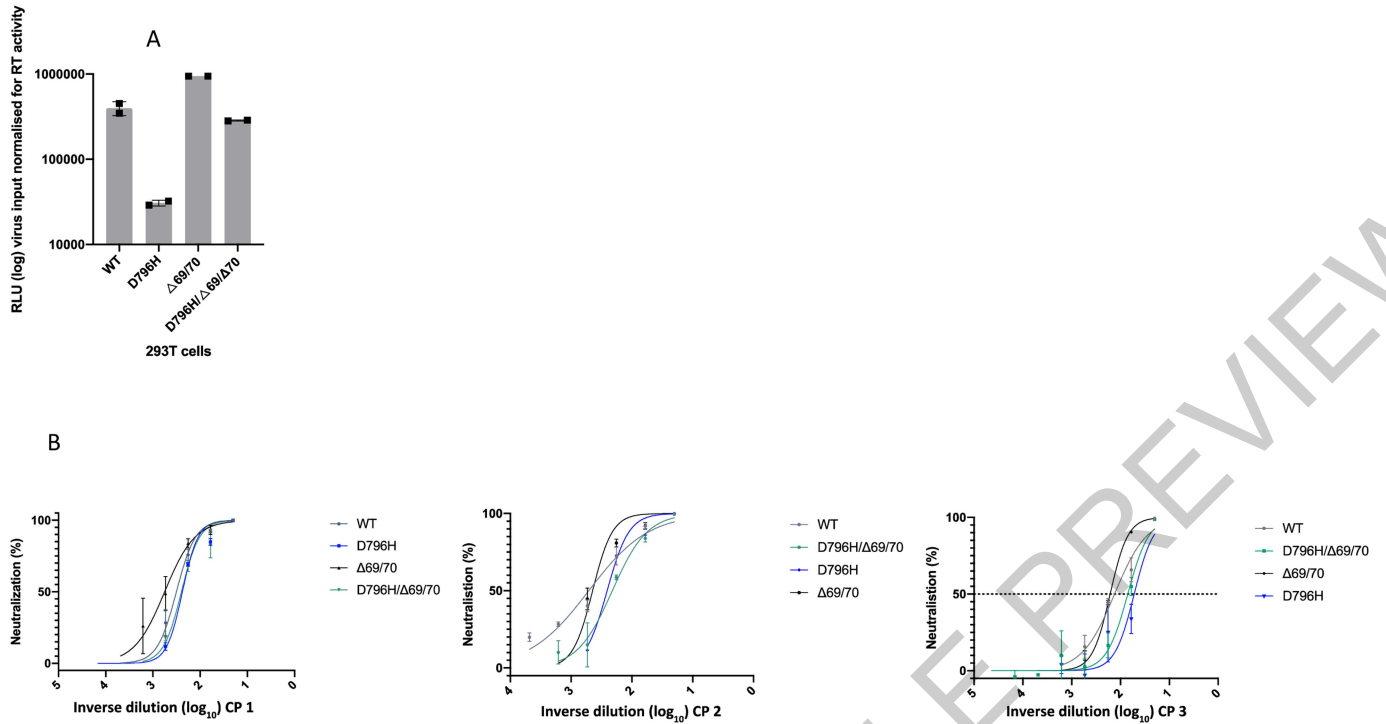 A
RLU (log) virus input normalised for RT activity
1000000
100000
10000
WT
D796H
△69/70
D796H/△69/Δ70
293T cells
B
Neutralization (%)
100
50
0
5 4 3 2 1 0
Inverse dilution (log10) CP 1
WT
D796H
Δ69/70
D796H/Δ69/70
Neutralistion (%)
100
50
0
4 3 2 1 0
Inverse dilution (log10) CP 2
WT
D796H/Δ69/70
D796H
Δ69/70
Neutralistion (%)
100
50
0
5 4 3 2 1 0
Inverse dilution (log10) CP 3
WT
D796H/Δ69/70
Δ69/70
D796H
E PREVIEW